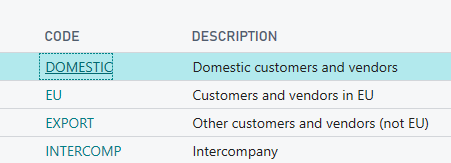 CODE DESCRIPTION
DOMESTIC Domestic customers and vendors
EU Customers and vendors in EU
EXPORT Other customers and vendors (not EU)
INTERCOMP Intercompany